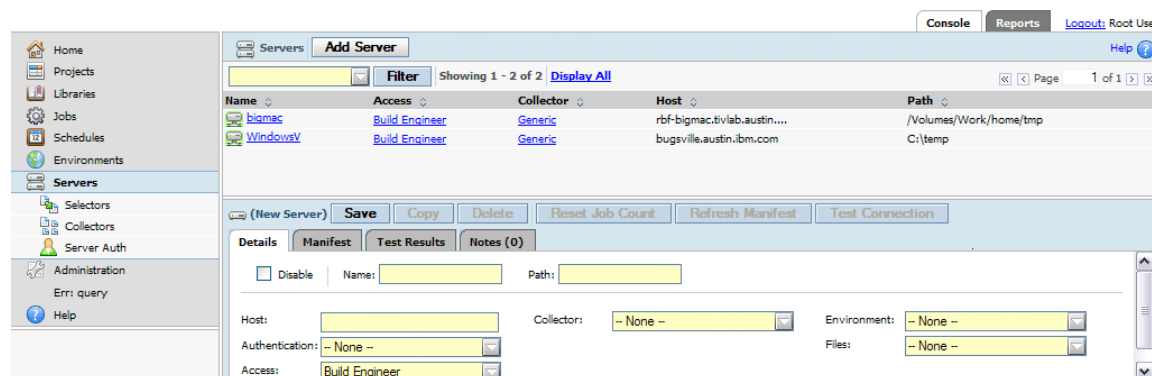 Console Reports Logout: Root Use
Home
Projects
Libraries
Jobs
Schedules
Environments
Servers
Selectors
Collectors
Server Auth
Administration
Err: query
Help
Servers Add Server Help
Filter Showing 1 - 2 of 2 Display All Page 1 of 1
Name Access Collector Host Path
bigmac Build Engineer Generic rbf-bigmac.tivlab.austin.... /Volumes/Work/home/tmp
WindowsV Build Engineer Generic bugsville.austin.ibm.com C:\temp
(New Server) Save Copy Delete Reset Job Count Refresh Manifest Test Connection
Details Manifest Test Results Notes (0)
Disable Name: Path:
Host: Collector: -- None -- Environment: -- None --
Authentication: -- None -- Files: -- None --
Access: Build Engineer